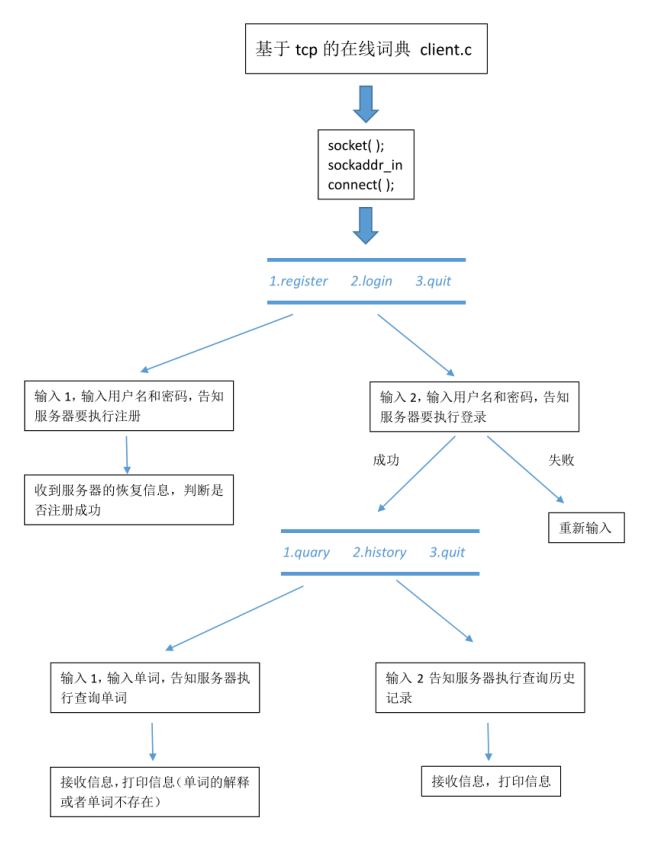 基于 tcp 的在线词典 client.c
socket( );
sockaddr_in
connect( );
1.register 2.login 3.quit
输入 1，输入用户名和密码，告知
服务器要执行注册
输入 2，输入用户名和密码，告知
服务器要执行登录
成功
失败
收到服务器的恢复信息，判断是
否注册成功
重新输入
1.quary 2.history 3.quit
输入 1，输入单词，告知服务器执
行查询单词
输入 2 告知服务器执行查询历史
记录
接收信息，打印信息（单词的解释
或者单词不存在）
接收信息，打印信息